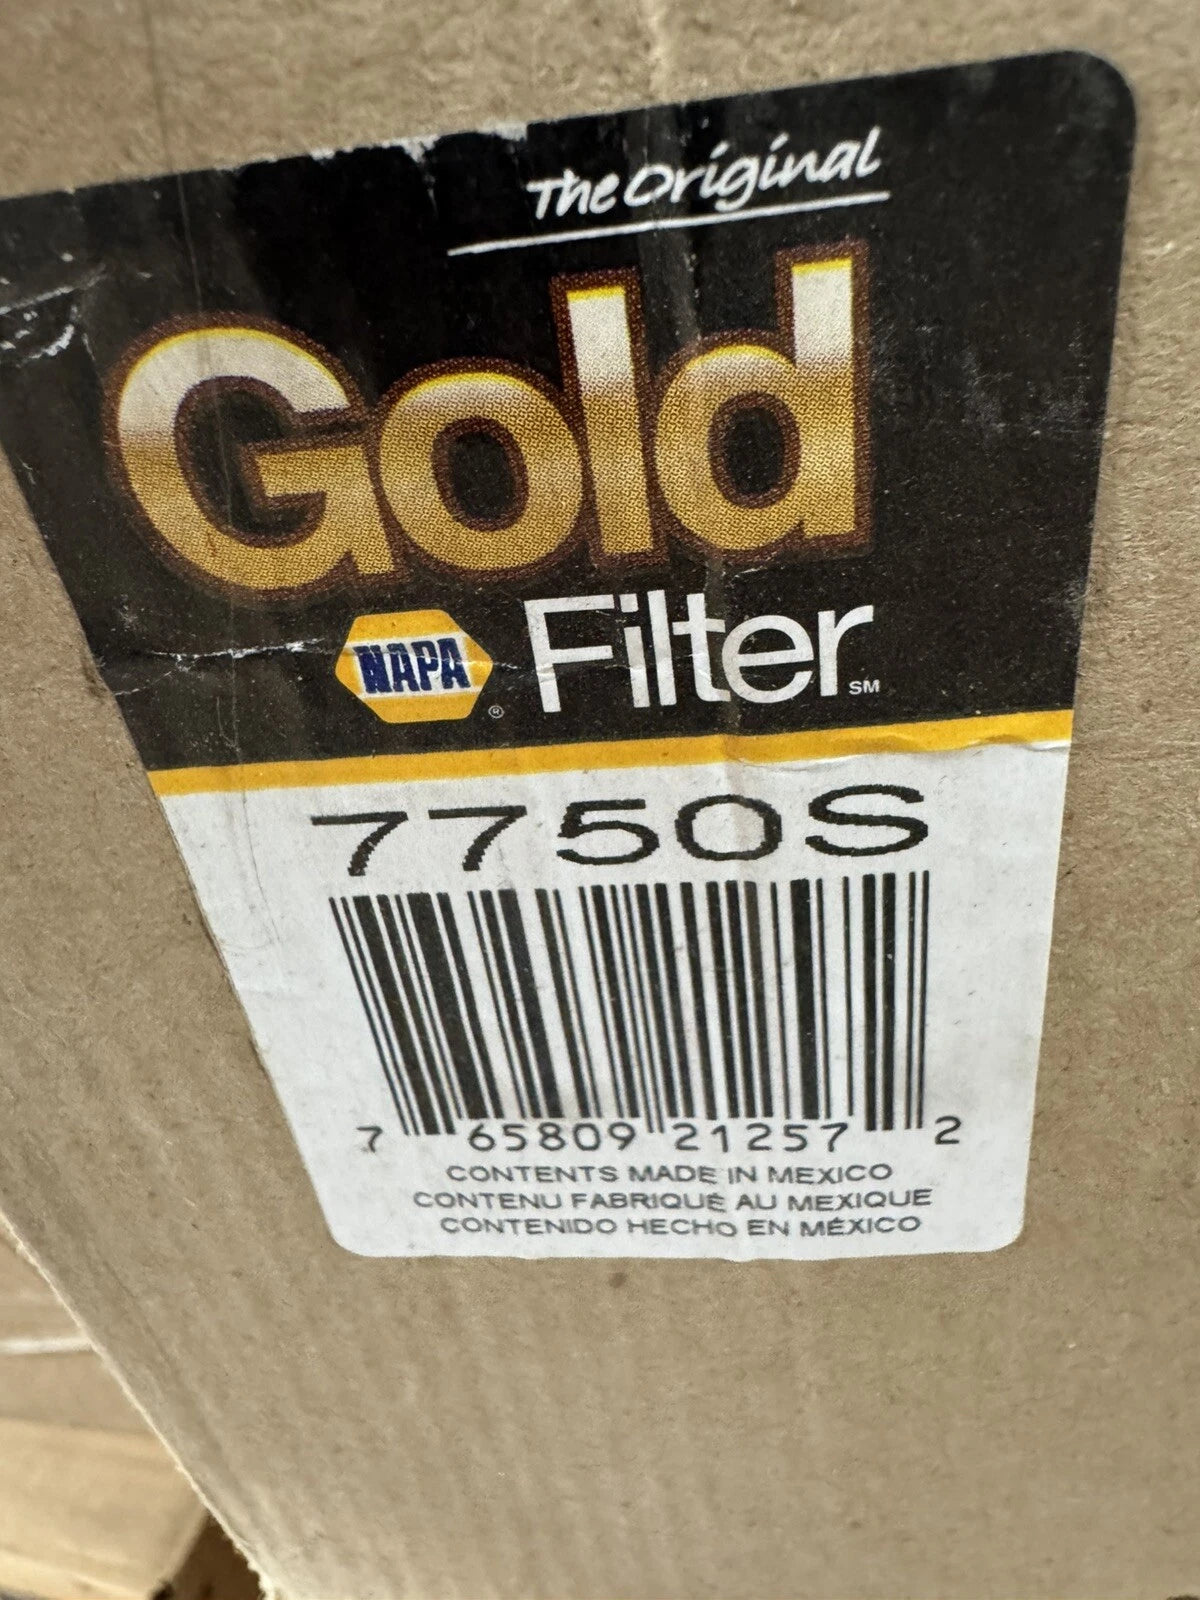 The Original
Gold
NAPA ® Filter SM
7750S
7 65809 21257 2
CONTENTS MADE IN MEXICO
CONTENU FABRIQUÉ AU MEXIQUE
CONTENIDO HECHO EN MÉXICO